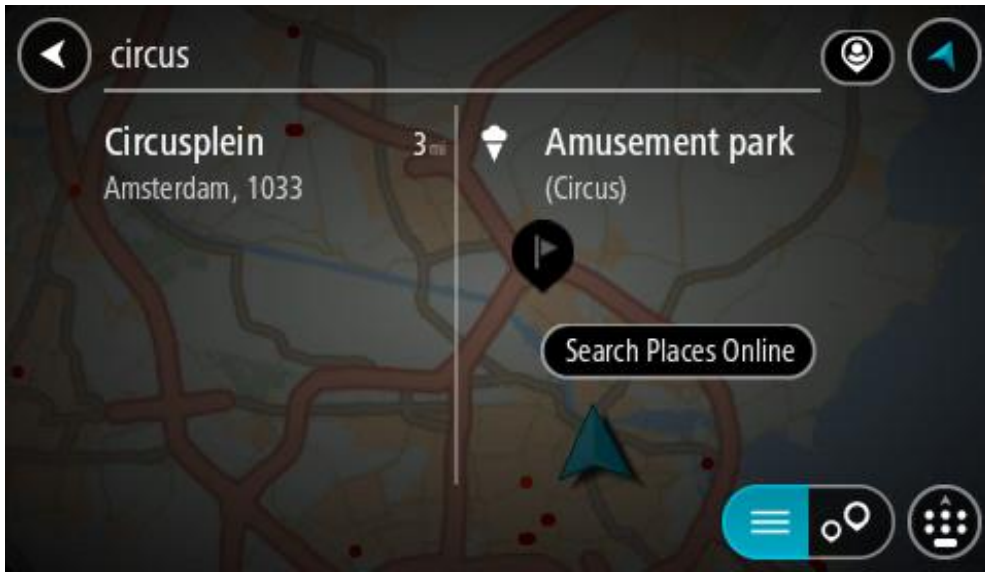 circus
Circusplein
3 mi
Amsterdam, 1033
Amusement park
(Circus)
Search Places Online